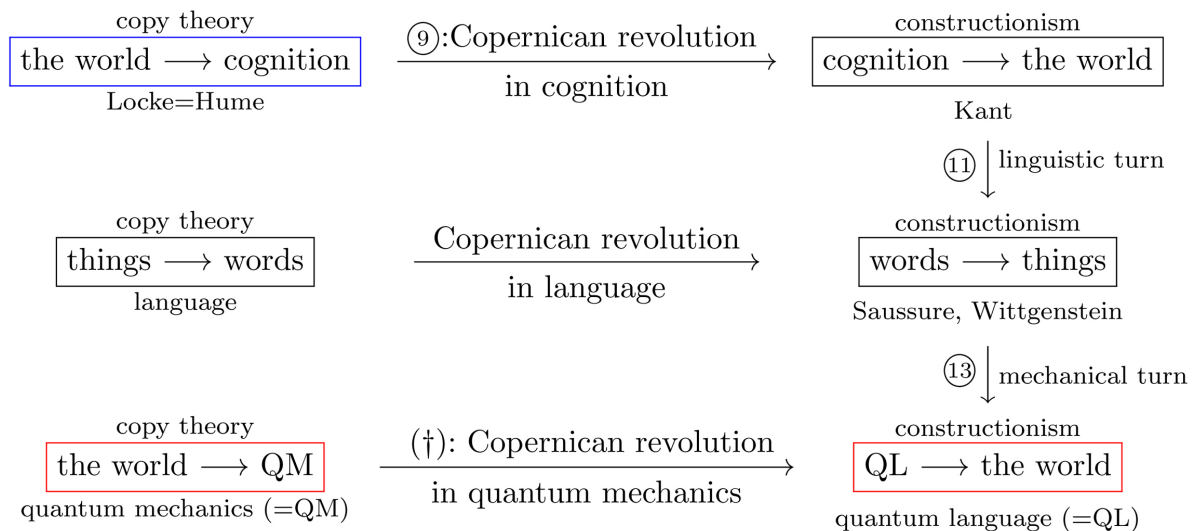 copy theory
the world ⟶ cognition
Locke=Hume
⑨:Copernican revolution
in cognition
constructionism
cognition ⟶ the world
Kant
⑪ linguistic turn
copy theory
things ⟶ words
language
Copernican revolution
in language
constructionism
words ⟶ things
Saussure, Wittgenstein
⑬ mechanical turn
copy theory
the world ⟶ QM
quantum mechanics (=QM)
(†): Copernican revolution
in quantum mechanics
constructionism
QL ⟶ the world
quantum language (=QL)